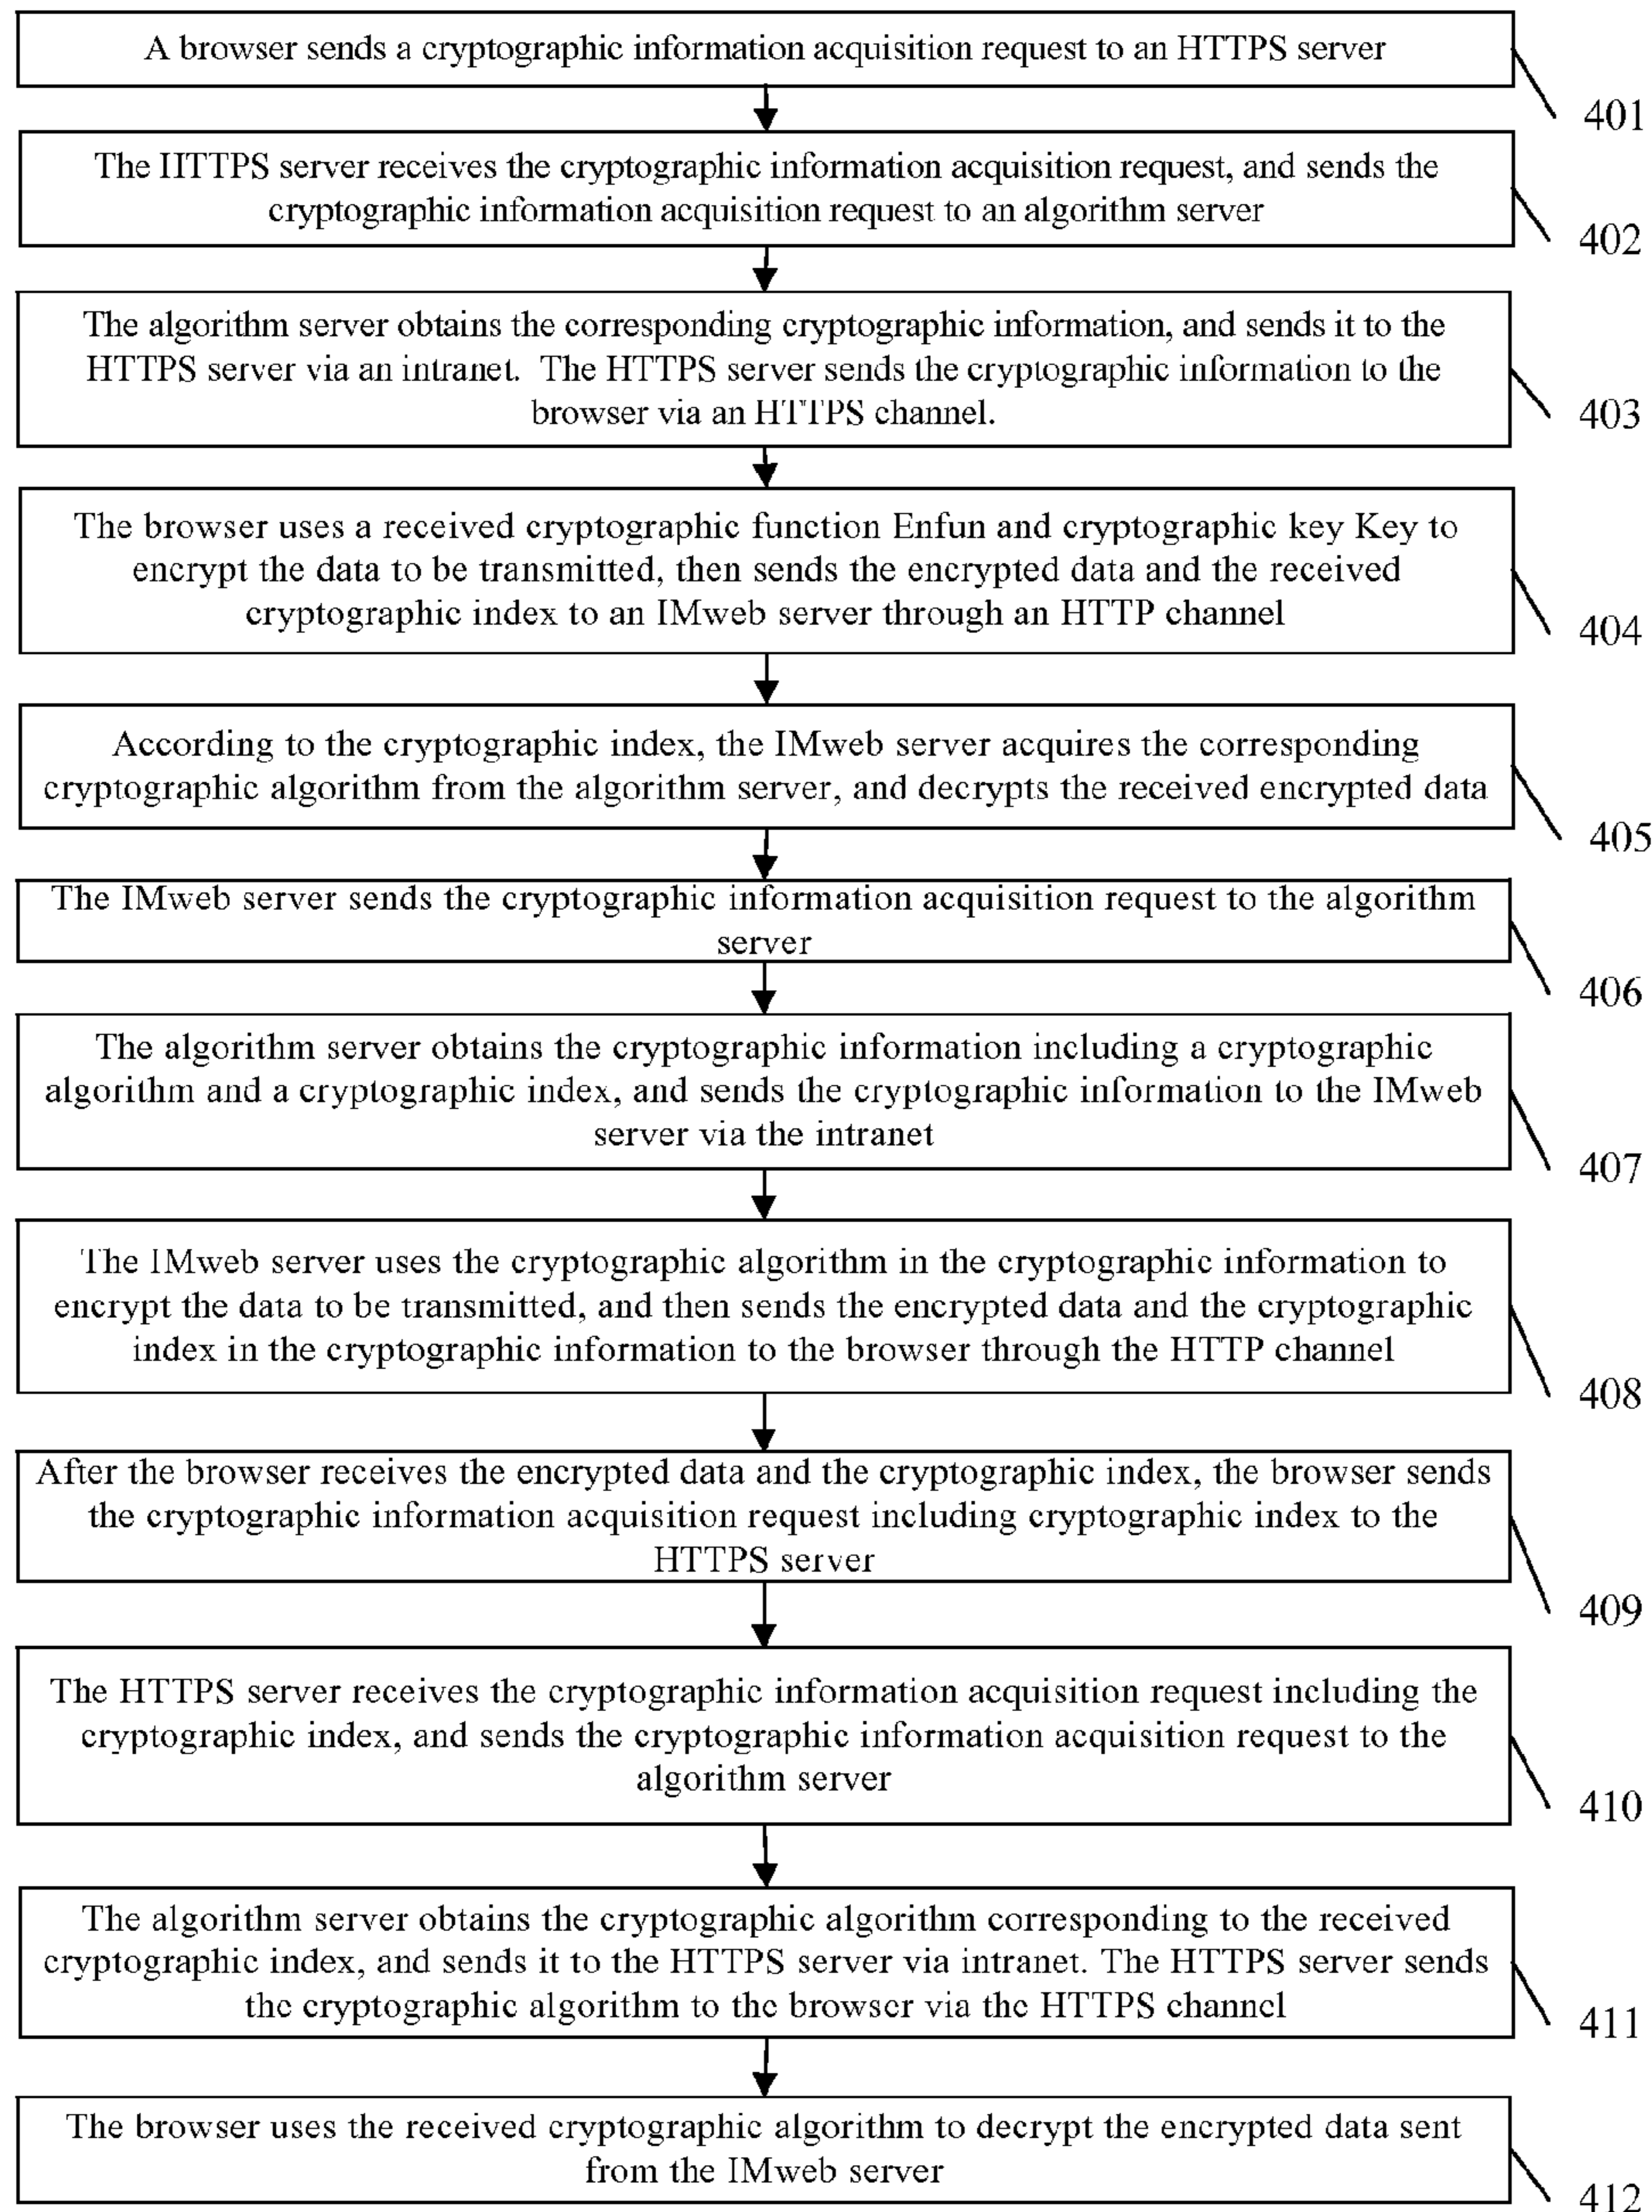 A browser sends a cryptographic information acquisition request to an HTTPS server
401
The HTTPS server receives the cryptographic information acquisition request, and sends the
cryptographic information acquisition request to an algorithm server
402
The algorithm server obtains the corresponding cryptographic information, and sends it to the
HTTPS server via an intranet. The HTTPS server sends the cryptographic information to the
browser via an HTTPS channel.
403
The browser uses a received cryptographic function Enfun and cryptographic key Key to
encrypt the data to be transmitted, then sends the encrypted data and the received
cryptographic index to an IMweb server through an HTTP channel
404
According to the cryptographic index, the IMweb server acquires the corresponding
cryptographic algorithm from the algorithm server, and decrypts the received encrypted data
405
The IMweb server sends the cryptographic information acquisition request to the algorithm
server
406
The algorithm server obtains the cryptographic information including a cryptographic
algorithm and a cryptographic index, and sends the cryptographic information to the IMweb
server via the intranet
407
The IMweb server uses the cryptographic algorithm in the cryptographic information to
encrypt the data to be transmitted, and then sends the encrypted data and the cryptographic
index in the cryptographic information to the browser through the HTTP channel
408
After the browser receives the encrypted data and the cryptographic index, the browser sends
the cryptographic information acquisition request including cryptographic index to the
HTTPS server
409
The HTTPS server receives the cryptographic information acquisition request including the
cryptographic index, and sends the cryptographic information acquisition request to the
algorithm server
410
The algorithm server obtains the cryptographic algorithm corresponding to the received
cryptographic index, and sends it to the HTTPS server via intranet. The HTTPS server sends
the cryptographic algorithm to the browser via the HTTPS channel
411
The browser uses the received cryptographic algorithm to decrypt the encrypted data sent
from the IMweb server
412